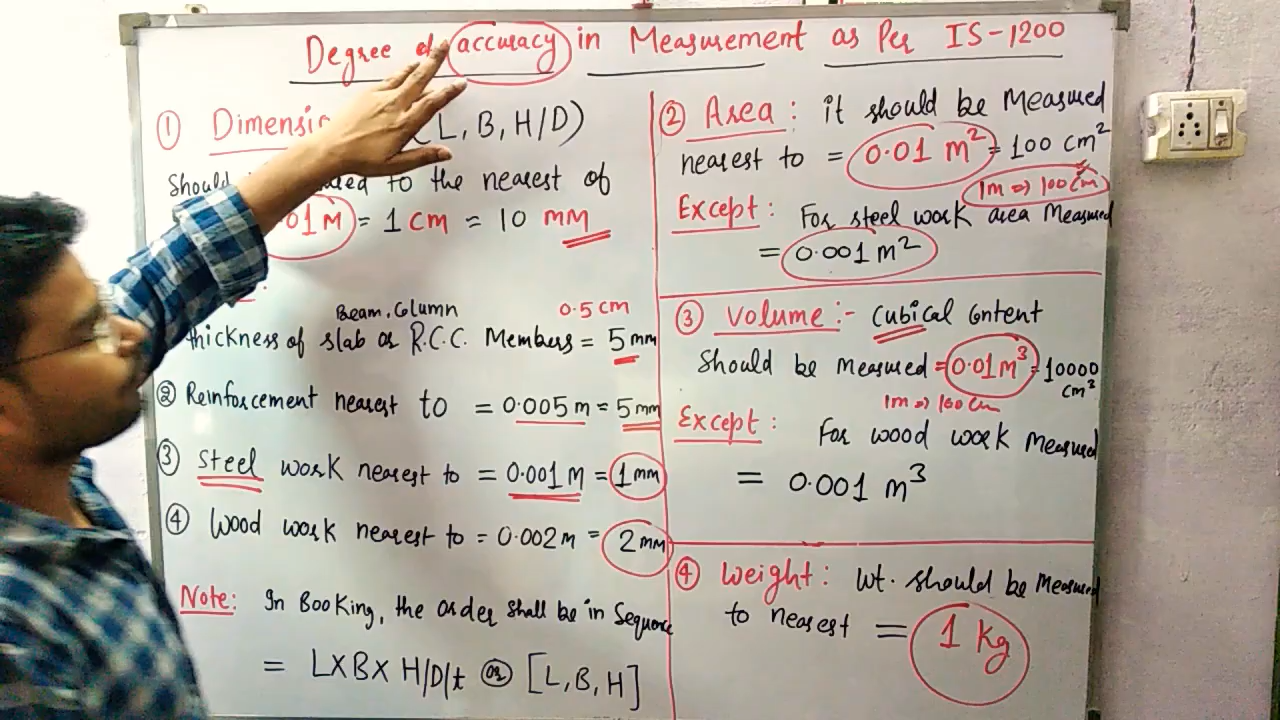 Degree of accuracy in Measurement as Per IS-1200
① Dimensi (L, B, H/D)
Should to the nearest of
01 M = 1 cm = 10 mm
Beam, Column 0.5 cm
thickness of slab or R.C.C. Members = 5 mm
② Reinforcement nearest to = 0.005 m = 5 mm
③ Steel work nearest to = 0.001 M = 1 mm
④ Wood work nearest to = 0.002 m = 2 mm
Note: In Booking, the order shall be in Sequence
= L×B× H/D/t or [L, B, H]
② Area : it should be Measured
nearest to = 0.01 m² = 100 cm²
1m => 100 cm
Except : For steel work area Measured
= 0.001 m²
③ Volume :- Cubical Content
Should be measured = 0.01 m³ = 10000
cm³
1m => 100 cm
Except : For wood work Measured
= 0.001 m³
④ Weight : Wt. should be Measured
to nearest = 1 Kg